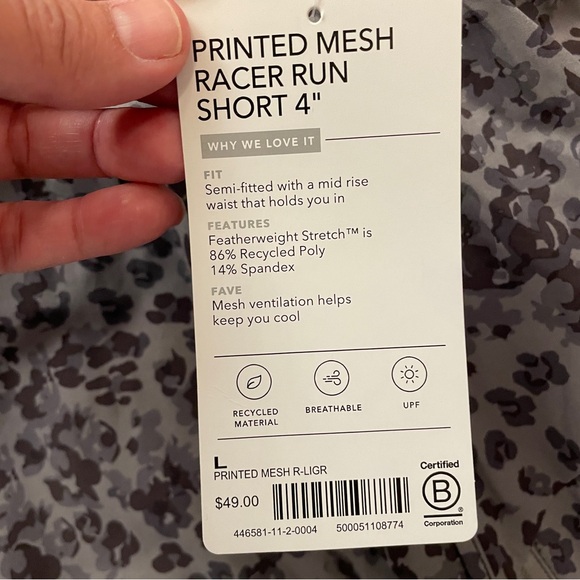 PRINTED MESH
RACER RUN
SHORT 4"
WHY WE LOVE IT
FIT
Semi-fitted with a mid rise
waist that holds you in
FEATURES
Featherweight Stretch™ is
86% Recycled Poly
14% Spandex
FAVE
Mesh ventilation helps
keep you cool
RECYCLED
MATERIAL
BREATHABLE
UPF
L
PRINTED MESH R-LIGR
$49.00
446581-11-2-0004 500051108774
Certified
B
®
Corporation